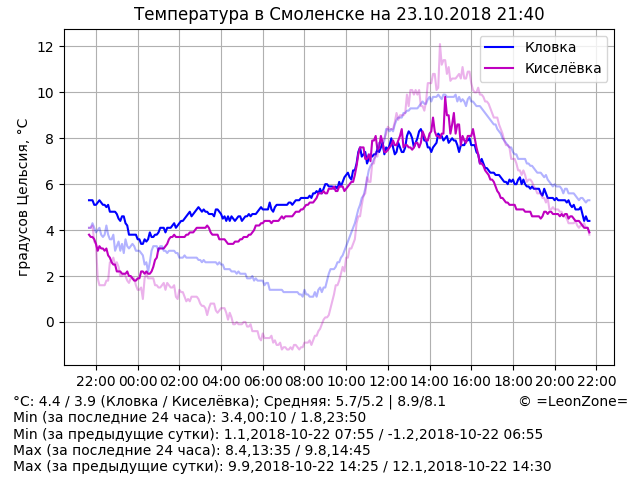 Температура в Смоленске на 23.10.2018 21:40
Кловка
Киселёвка
градусов Цельсия, °C
12
10
8
6
4
2
0
22:00 00:00 02:00 04:00 06:00 08:00 10:00 12:00 14:00 16:00 18:00 20:00 22:00
°C: 4.4 / 3.9 (Кловка / Киселёвка); Средняя: 5.7/5.2 | 8.9/8.1 © =LeonZone=
Min (за последние 24 часа): 3.4,00:10 / 1.8,23:50
Min (за предыдущие сутки): 1.1,2018-10-22 07:55 / -1.2,2018-10-22 06:55
Max (за последние 24 часа): 8.4,13:35 / 9.8,14:45
Max (за предыдущие сутки): 9.9,2018-10-22 14:25 / 12.1,2018-10-22 14:30